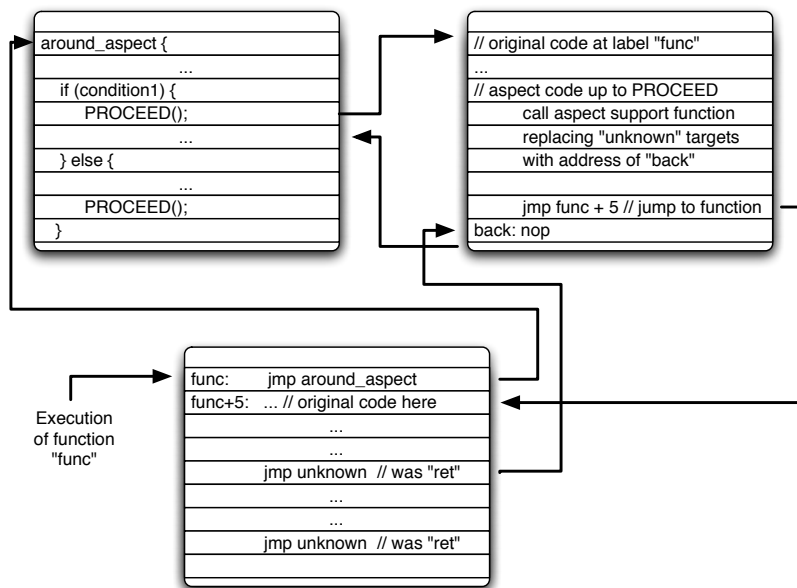 around_aspect {
...
if (condition1) {
PROCEED();
...
} else {
...
PROCEED();
}
// original code at label "func"
...
// aspect code up to PROCEED
call aspect support function
replacing "unknown" targets
with address of "back"
jmp func + 5 // jump to function
back: nop
Execution
of function
"func"
func: jmp around_aspect
func+5: ... // original code here
...
...
jmp unknown // was "ret"
...
...
jmp unknown // was "ret"